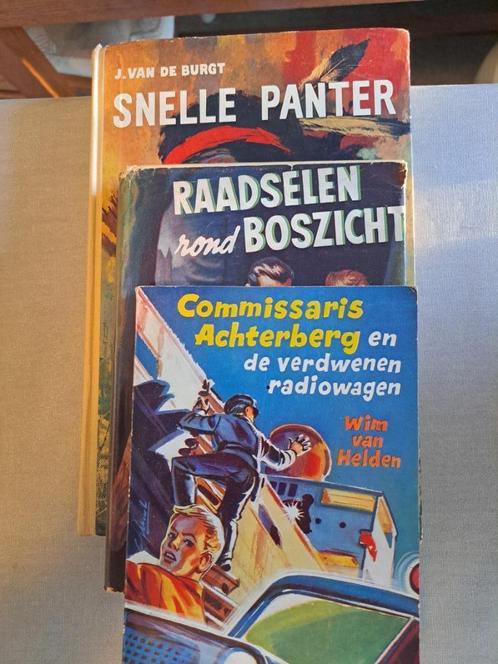 J. VAN DE BURGT
SNELLE PANTER
RAADSELEN
rond BOSZICHT
Commissaris
Achterberg en
de verdwenen
radiowagen
Wim
van
Helden